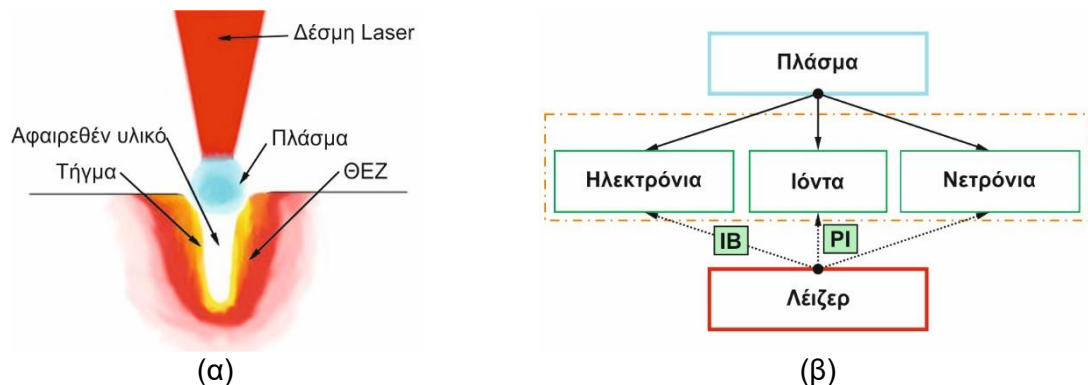 Δέσμη Laser
Αφαιρεθέν υλικό
Πλάσμα
Τήγμα
ΘΕΖ
(α)
Πλάσμα
Ηλεκτρόνια
Ιόντα
Νετρόνια
IB
PI
Λέιζερ
(β)